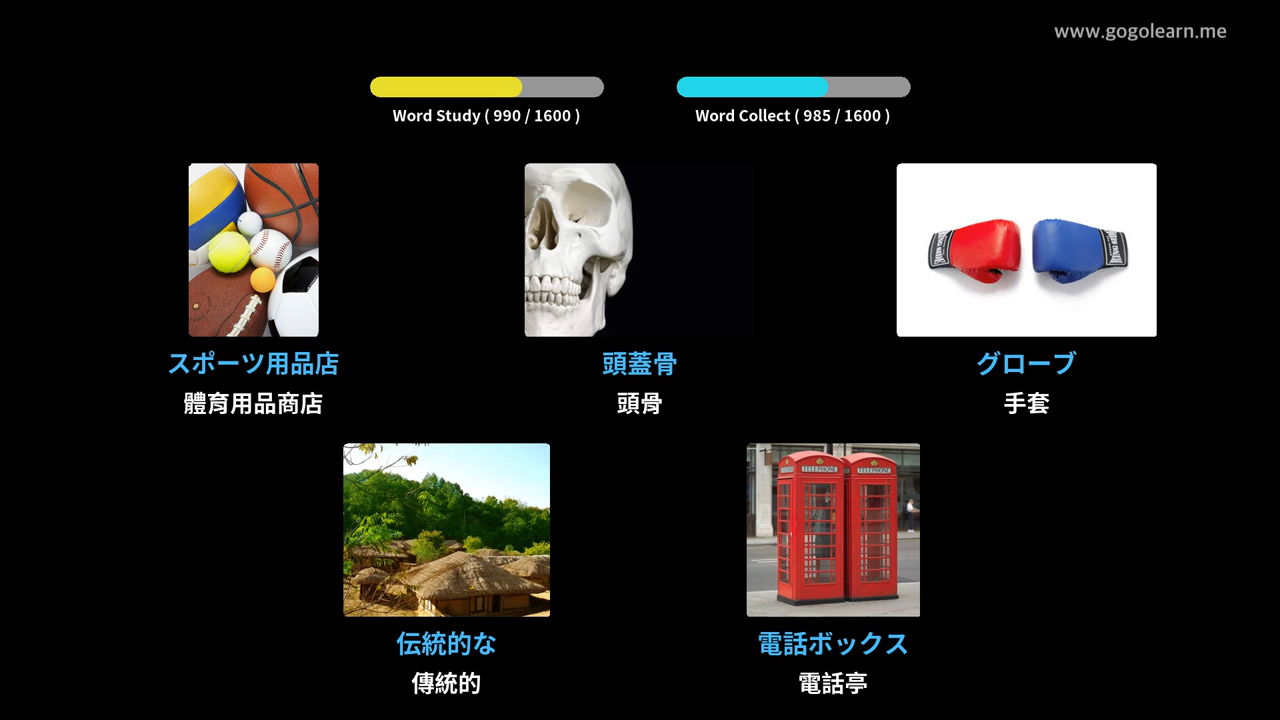 www.gogolearn.me
Word Study ( 990 / 1600 )
Word Collect ( 985 / 1600 )
スポーツ用品店
體育用品商店
頭蓋骨
頭骨
グローブ
手套
伝統的な
傳統的
TELEPHONE
TELEPHONE
電話ボックス
電話亭